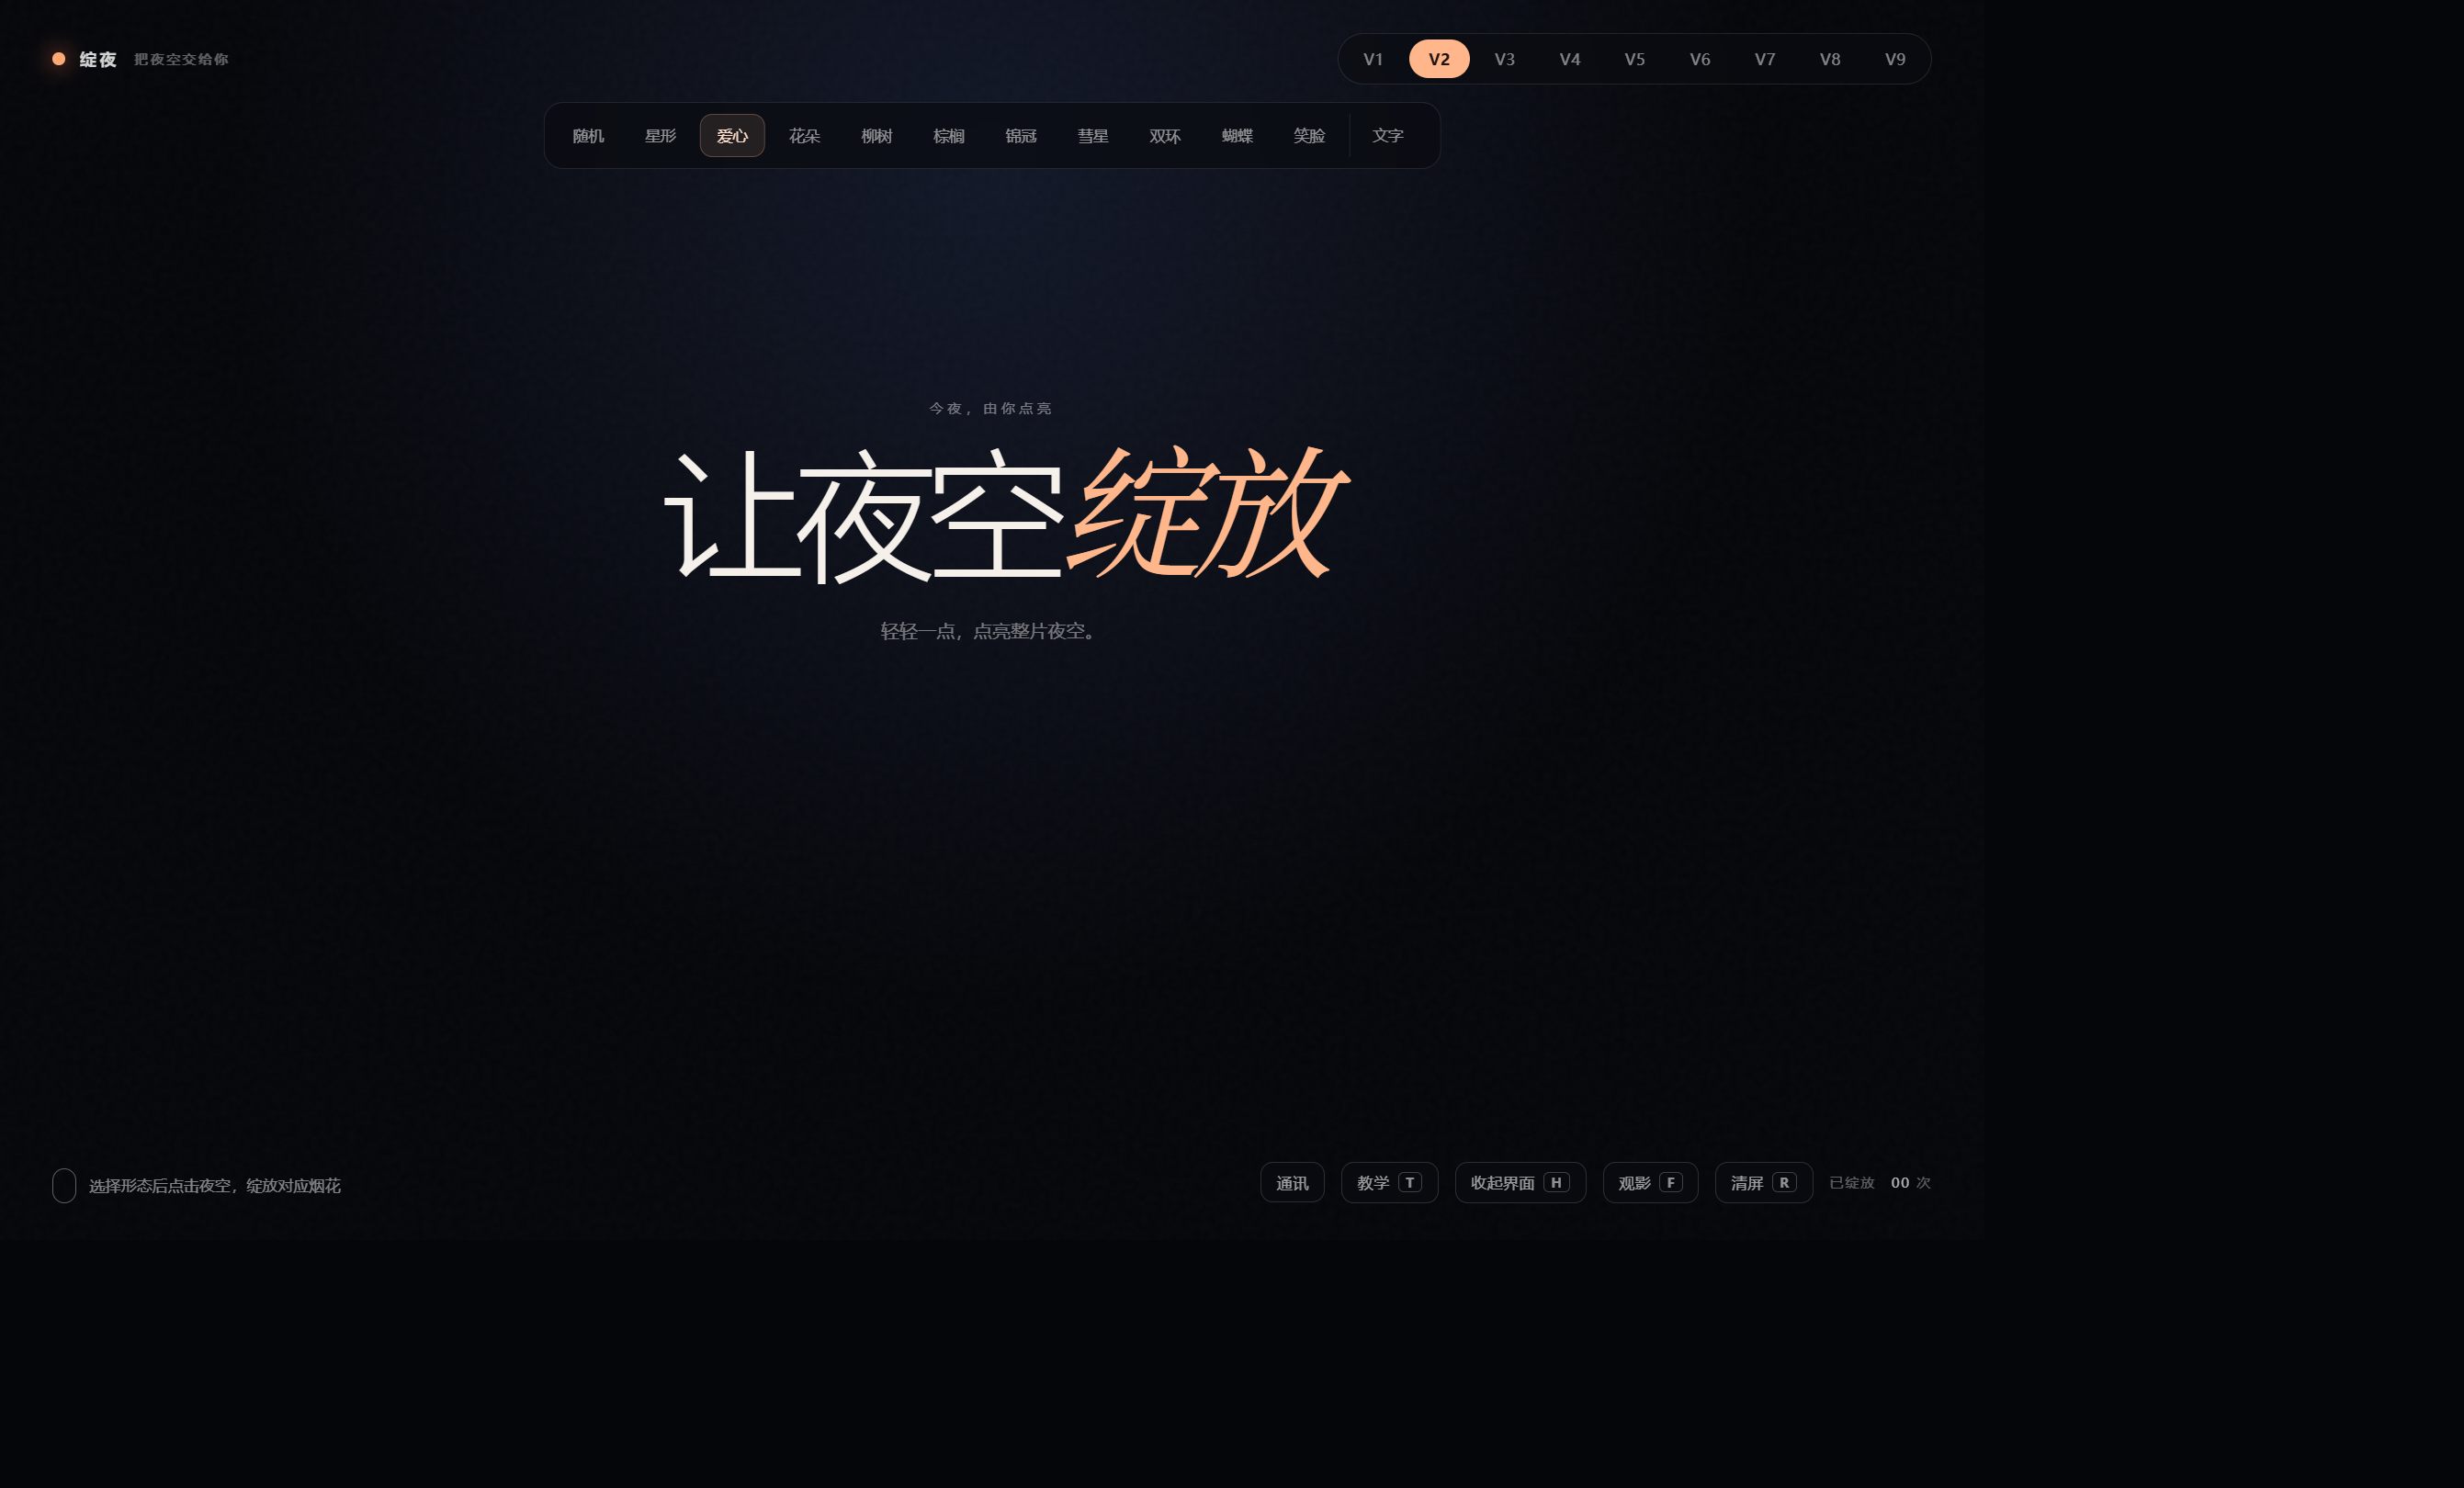 绽夜 把夜空交给你
V1 V2 V3 V4 V5 V6 V7 V8 V9
随机 星形 爱心 花朵 柳树 棕榈 锦冠 彗星 双环 蝴蝶 笑脸 文字
今夜，由你点亮
让夜空绽放
轻轻一点，点亮整片夜空。
选择形态后点击夜空，绽放对应烟花
通讯 教学 T 收起界面 H 观影 F 清屏 R 已绽放 00 次